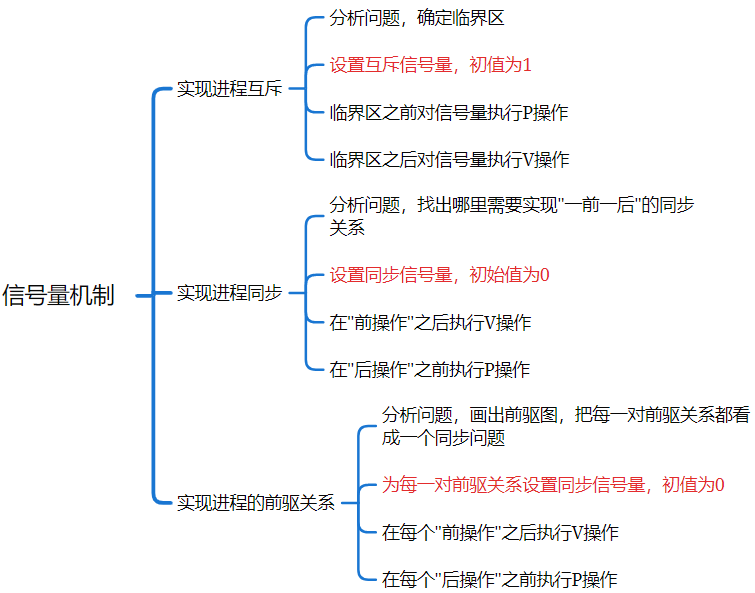 信号量机制
实现进程互斥
分析问题，确定临界区
设置互斥信号量，初值为1
临界区之前对信号量执行P操作
临界区之后对信号量执行V操作
实现进程同步
分析问题，找出哪里需要实现"一前一后"的同步
关系
设置同步信号量，初始值为0
在"前操作"之后执行V操作
在"后操作"之前执行P操作
实现进程的前驱关系
分析问题，画出前驱图，把每一对前驱关系都看
成一个同步问题
为每一对前驱关系设置同步信号量，初值为0
在每个"前操作"之后执行V操作
在每个"后操作"之前执行P操作